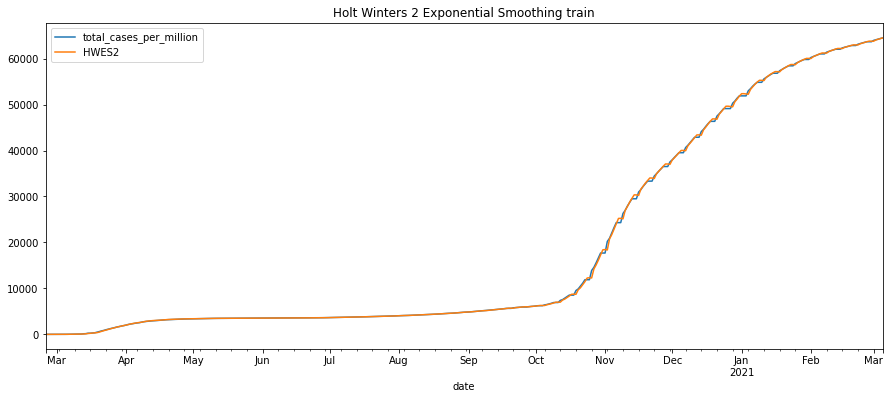 Holt Winters 2 Exponential Smoothing train
total_cases_per_million
HWES2
60000
50000
40000
30000
20000
10000
0
Mar Apr May Jun Jul Aug Sep Oct Nov Dec Jan Feb Mar
2021
date